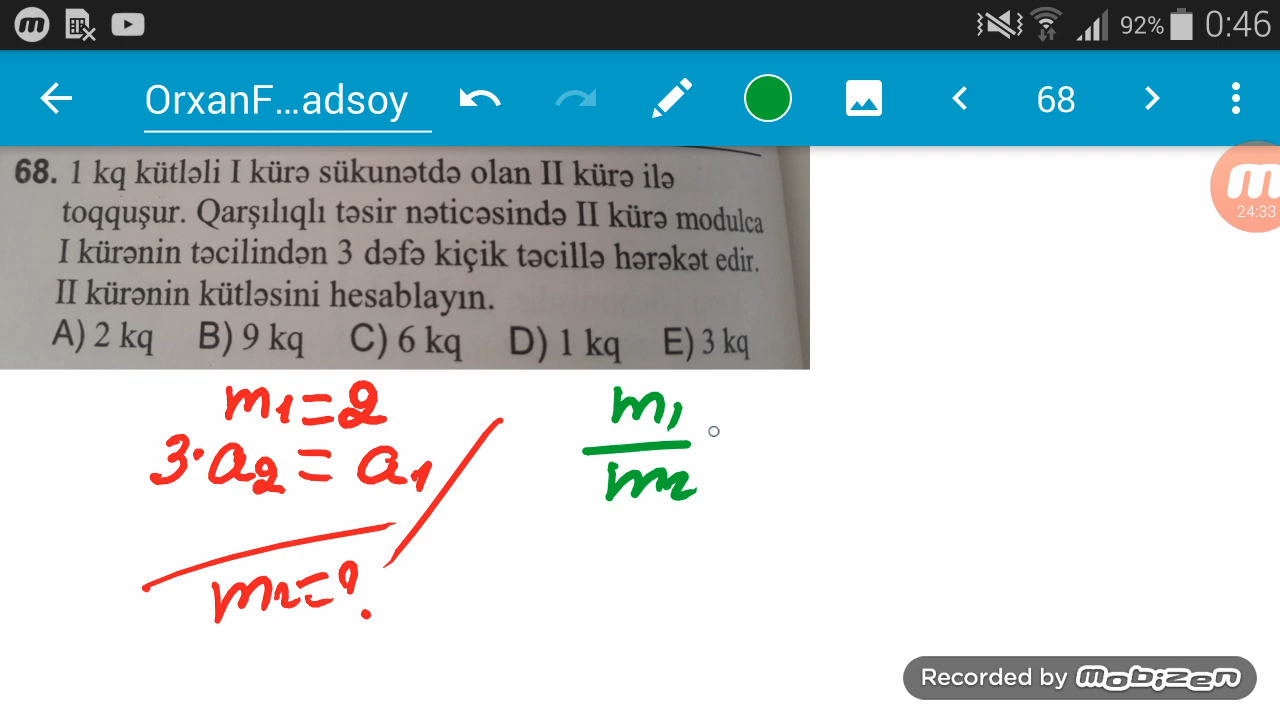 92% 0:46
OrxanF...adsoy 68
24:33
68. 1 kq kütləli I kürə sükunətdə olan II kürə ilə
toqquşur. Qarşılıqlı təsir nəticəsində II kürə modulca
I kürənin təcilindən 3 dəfə kiçik təcillə hərəkət edir.
II kürənin kütləsini hesablayın.
A) 2 kq B) 9 kq C) 6 kq D) 1 kq E) 3 kq
m1=2
3·a2=a1
m2=?
m1
m2
Recorded by mobizen